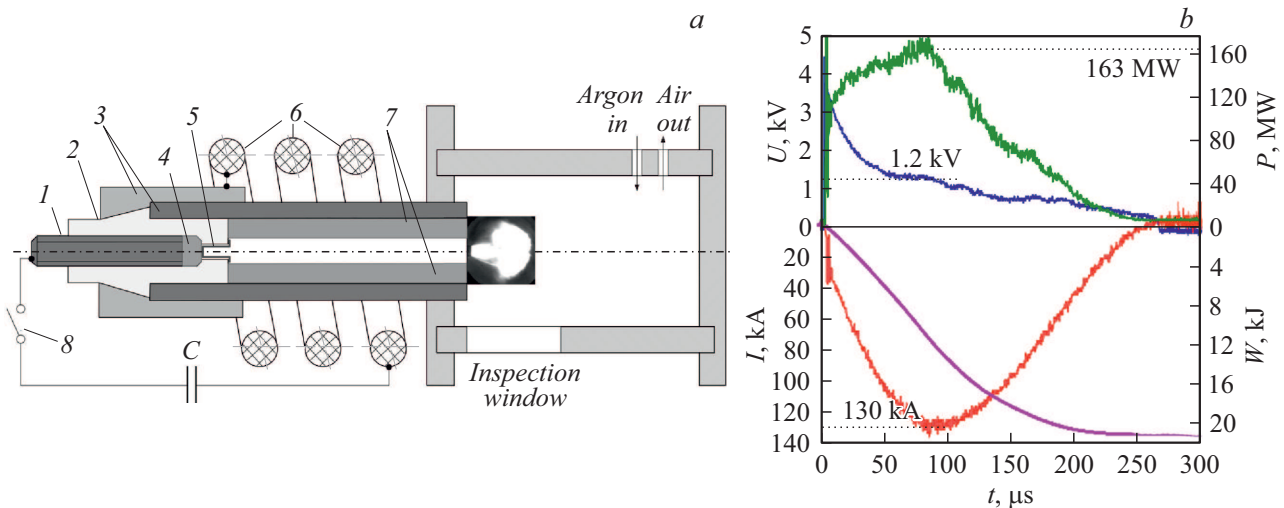 a
3
5
6
2
4
1
7
8
C
Argon in
Air out
Inspection
window
b
5
4
3
2
1
0
20
40
60
80
100
120
140
U, kV
I, kA
160
120
80
40
0
4
8
12
16
20
P, MW
W, kJ
163 MW
1.2 kV
130 kA
0
50
100
150
200
250
300
t, μs